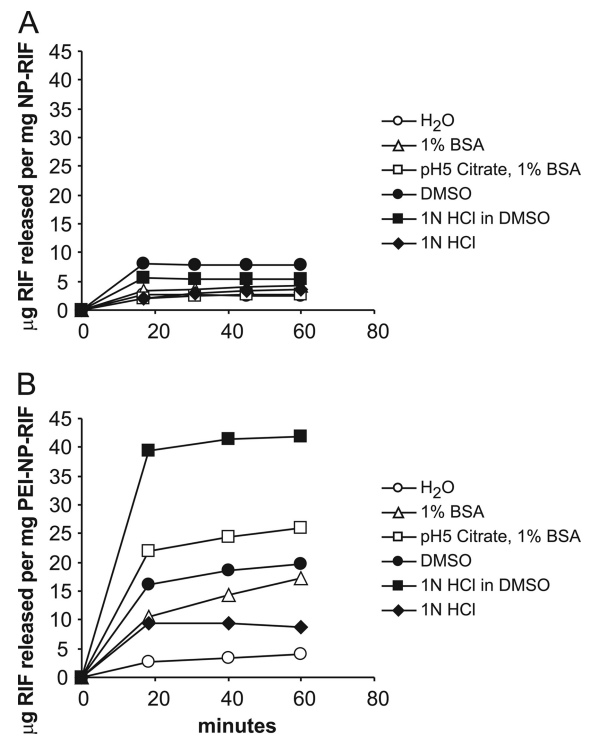 A
µg RIF released per mg NP-RIF
45
40
35
30
25
20
15
10
5
0
0 20 40 60 80
H₂O
1% BSA
pH5 Citrate, 1% BSA
DMSO
1N HCl in DMSO
1N HCl
B
µg RIF released per mg PEI-NP-RIF
45
40
35
30
25
20
15
10
5
0
0 20 40 60 80
minutes
H₂O
1% BSA
pH5 Citrate, 1% BSA
DMSO
1N HCl in DMSO
1N HCl